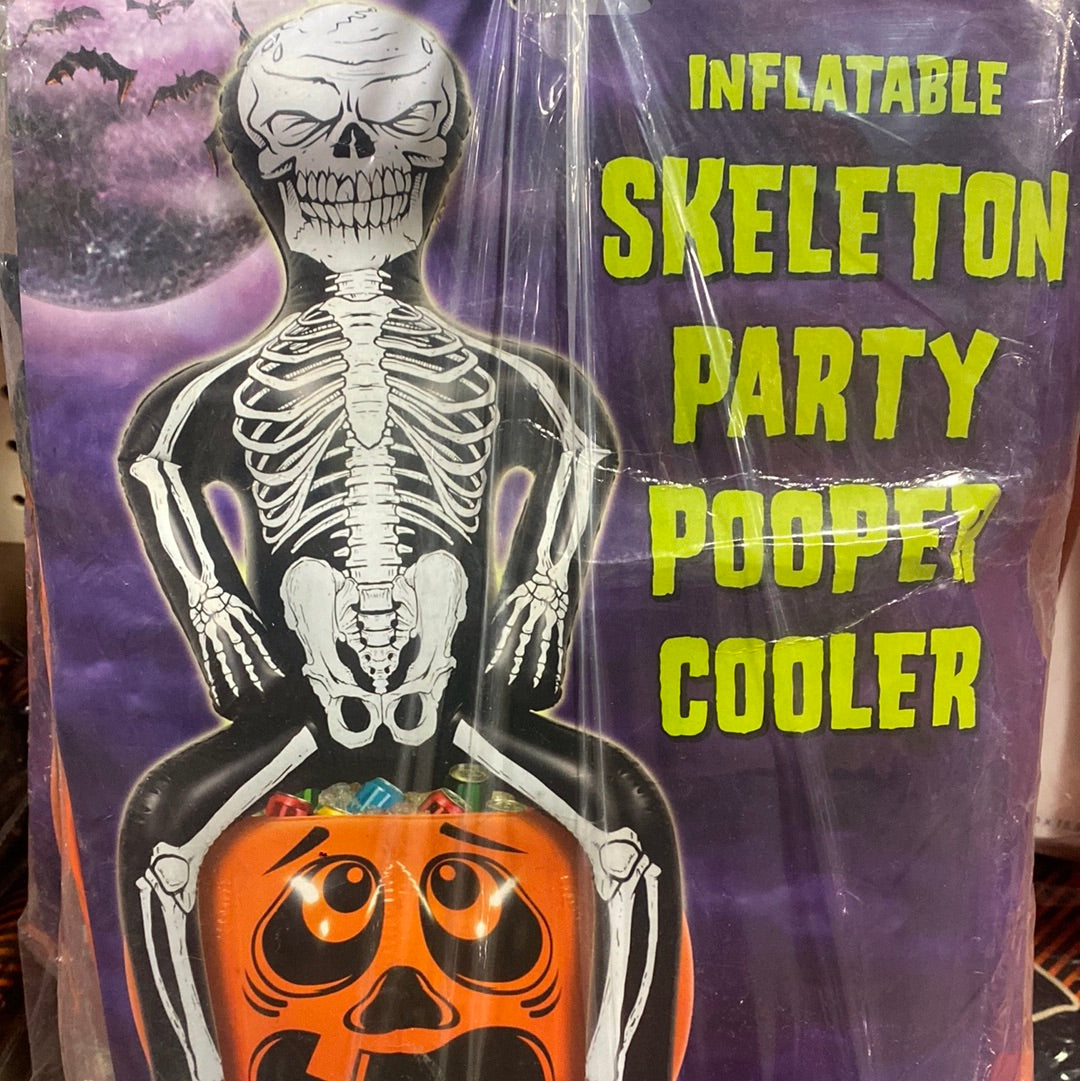 INFLATABLE
SKELETON
PARTY
POOPER
COOLER